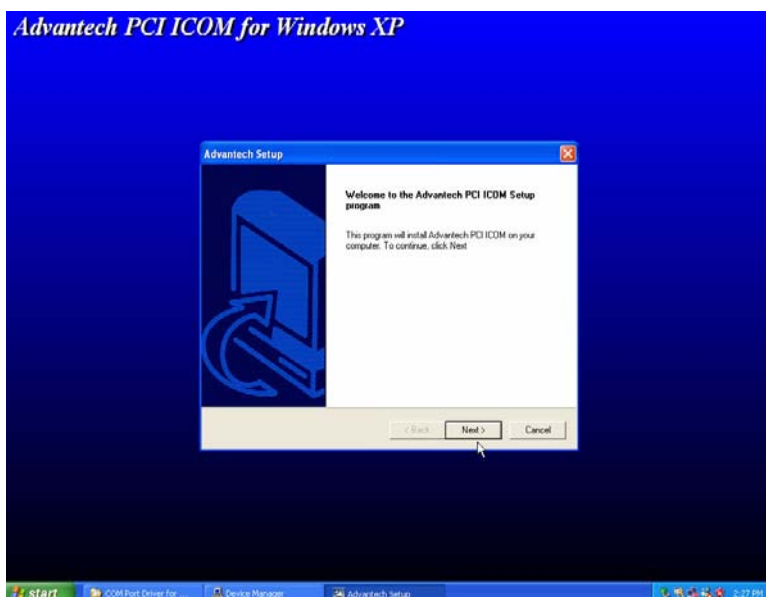 Advantech PCI ICOM for Windows XP
Advantech Setup
Welcome to the Advantech PCI ICOM Setup
program
This program will install Advantech PCI ICOM on your
computer. To continue, click Next
< Back
Next >
Cancel
start
COM Port Driver for ...
Device Manager
Advantech Setup
2:27 PM